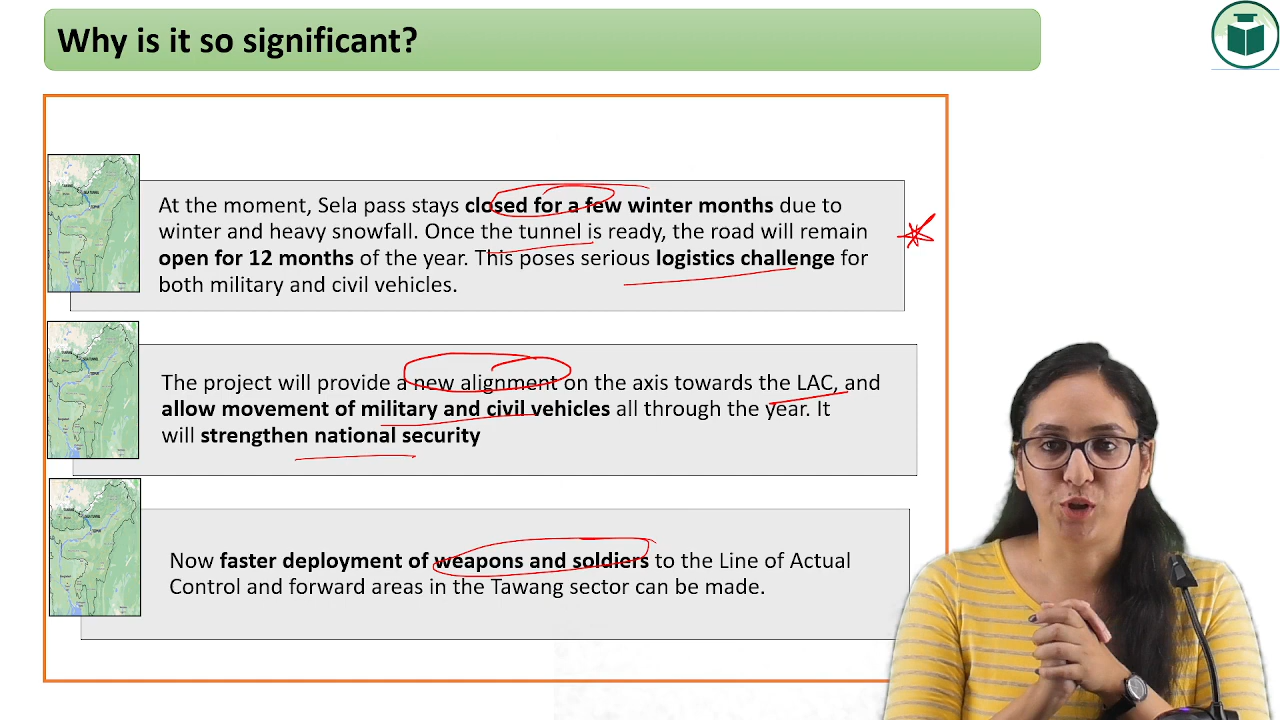 Why is it so significant?
At the moment, Sela pass stays closed for a few winter months due to
winter and heavy snowfall. Once the tunnel is ready, the road will remain
open for 12 months of the year. This poses serious logistics challenge for
both military and civil vehicles.
The project will provide a new alignment on the axis towards the LAC, and
allow movement of military and civil vehicles all through the year. It
will strengthen national security
Now faster deployment of weapons and soldiers to the Line of Actual
Control and forward areas in the Tawang sector can be made.